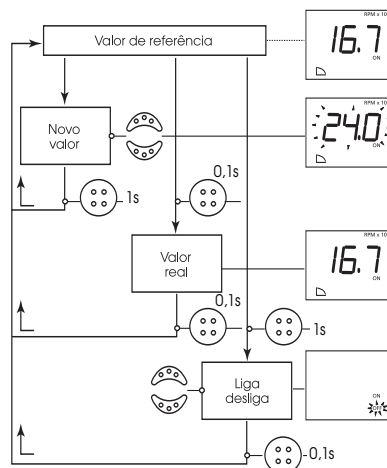 Valor de referência
RPM x 10
16.7
ON
Novo
valor
RPM x 10
24.0
ON
1s
0,1s
Valor
real
RPM x 10
16.7
ON
0,1s
1s
Liga
desliga
ON
OFF
0,1s